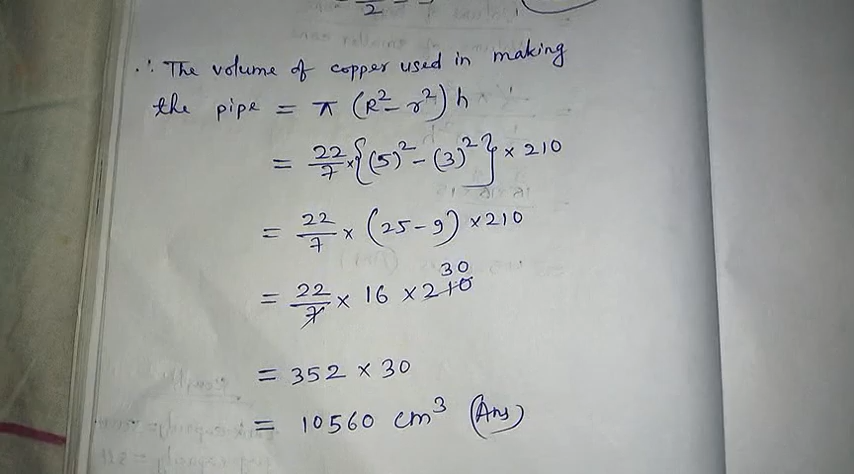 2
∴ The volume of copper used in making
the pipe = π (R² - r²) h
= 22/7 × {(5)² - (3)²} × 210
= 22/7 × (25 - 9) × 210
30
= 22/7 × 16 × 210
= 352 × 30
= 10560 cm³ (Ans)